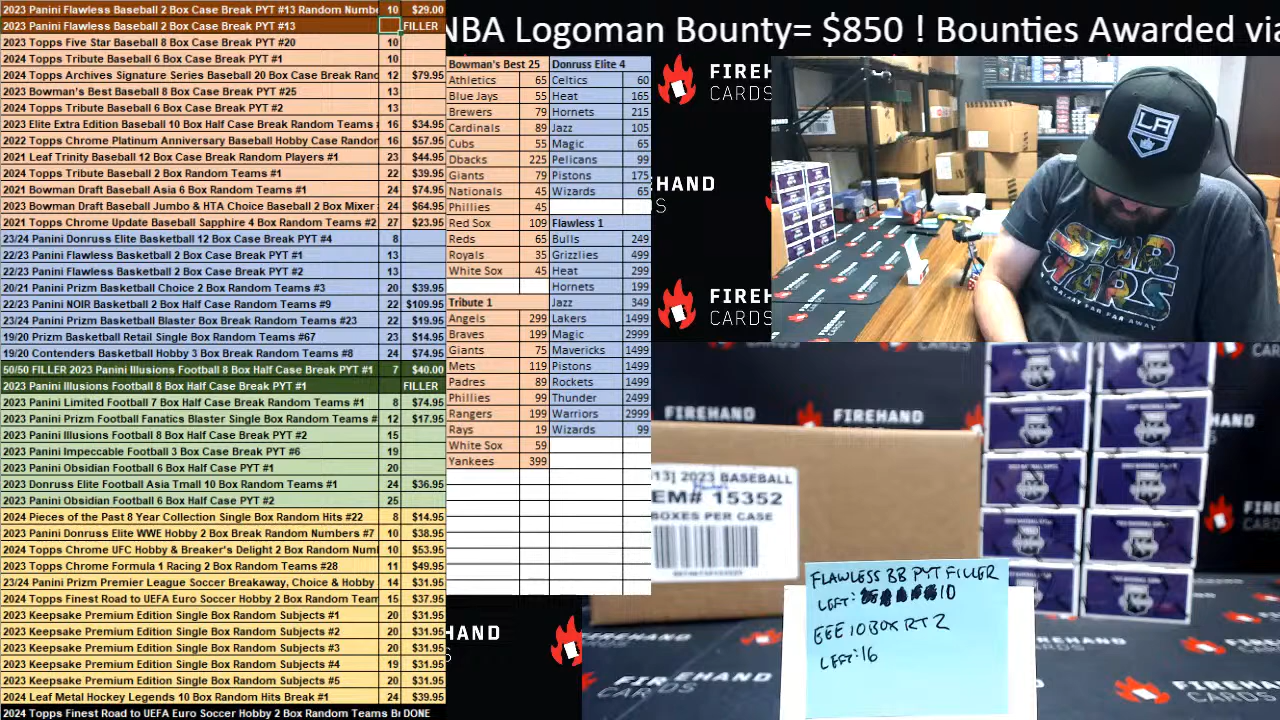 2023 Panini Flawless Baseball 2 Box Case Break PYT #13 Random Numbe 10 $29.00
2023 Panini Flawless Baseball 2 Box Case Break PYT #13 FILLER
2023 Topps Five Star Baseball 8 Box Case Break PYT #20 10
2024 Topps Tribute Baseball 6 Box Case Break PYT #1 10
2024 Topps Archives Signature Series Baseball 20 Box Case Break Ran 12 $79.95
2023 Bowman's Best Baseball 8 Box PYT #25 13
2024 Topps Tribute Baseball 6 Box Case Break PYT #2 13
2023 Elite Extra Edition Baseball 10 Box Half Case Break Random Teams 16 $34.95
2022 Topps Chrome Platinum Anniversary Baseball Hobby Case Random 16 $57.95
2021 Leaf Trinity Baseball 12 Box Case Break Random Players #1 23 $44.95
2024 Topps Tribute Baseball 2 Box Random Teams #1 22 $39.95
2021 Bowman Draft Baseball Asia 6 Box Random Teams #1 24 $74.95
2023 Bowman Draft Baseball Jumbo & HTA Choice Baseball 2 Box Mixer 24 $64.95
2021 Topps Chrome Update Baseball Sapphire 4 Box Random Teams #2 27 $23.95
23/24 Panini Donruss Elite Basketball 12 Box Case Break PYT #4 8
22/23 Panini Flawless Basketball 2 Box Case Break PYT #1 13
22/23 Panini Flawless Basketball 2 Box Case Break PYT #2 13
20/21 Panini Prizm Basketball Choice 2 Box Random Teams #3 20 $39.95
22/23 Panini NOIR Basketball 2 Box Half Case Random Teams #9 22 $109.95
23/24 Panini Prizm Basketball Blaster Box Break Random Teams #23 22 $19.95
19/20 Prizm Basketball Retail Single Box Random Teams #67 23 $14.95
19/20 Contenders Basketball Hobby 3 Box Break Random Teams #8 24 $74.95
50/50 FILLER 2023 Panini Illusions Football 8 Box Half Case Break PYT #1 7 $40.00
2023 Panini Illusions Football 8 Box Half Case Break PYT #1 FILLER
2023 Panini Limited Football 7 Box Half Case Break Random Teams #1 8 $74.95
2023 Panini Prizm Football Fanatics Blaster Single Box Random Teams # 12 $17.95
2023 Panini Illusions Football 8 Box Half Case Break PYT #2 15
2023 Panini Impeccable Football 3 Box Case Break PYT #6 19
2023 Panini Obsidian Football 6 Box Half Case PYT #1 20
2023 Donruss Elite Football Asia Tmall 10 Box Random Teams #1 24 $36.95
2023 Panini Obsidian Football 6 Box Half Case PYT #2 25
2024 Pieces of the Past 8 Year Collection Single Box Random Hits #22 8 $14.95
2023 Panini Donruss Elite WWE Hobby 2 Box Random Numbers #7 10 $38.95
2024 Topps Chrome UFC Hobby & Breaker's Delight 2 Box Random Numl 10 $53.95
2023 Topps Chrome Formula 1 Racing 2 Box Random Teams #28 11 $49.95
23/24 Panini Prizm Premier League Soccer Breakaway, Choice & Hobby 14 $31.95
2024 Topps Finest Road to UEFA Euro Soccer Hobby 2 Box Random Team 15 $37.95
2023 Keepsake Premium Edition Single Box Random Subjects #1 20 $31.95
2023 Keepsake Premium Edition Single Box Random Subjects #2 20 $31.95
2023 Keepsake Premium Edition Single Box Random Subjects #3 20 $31.95
2023 Keepsake Premium Edition Single Box Random Subjects #4 19 $31.95
2023 Keepsake Premium Edition Single Box Random Subjects #5 20 $31.95
2024 Leaf Metal Hockey Legends 10 Box Random Hits Break #1 24 $39.95
2024 Topps Finest Road to UEFA Euro Soccer Hobby 2 Box Random Teams Br DONE
NBA Logoman Bounty= $850 ! Bounties Awarded via
Bowman's Best 25
Athletics 65
Blue Jays 55
Brewers 79
Cardinals 89
Cubs 55
Dbacks 225
Giants 79
Nationals 45
Phillies 45
Red Sox 109
Reds 65
Royals 35
White Sox 45
Tribute 1
Angels 299
Braves 199
Giants 75
Mets 119
Padres 89
Phillies 99
Rangers 199
Rays 19
White Sox 59
Yankees 399
Donruss Elite 4
Celtics 60
Heat 165
Hornets 215
Jazz 105
Magic 65
Pelicans 99
Pistons 175
Wizards 65
Flawless 1
Bulls 249
Grizzlies 499
Heat 299
Hornets 199
Jazz 349
Lakers 1499
Magic 2999
Mavericks 1499
Pistons 1499
Rockets 1499
Thunder 2499
Warriors 2999
Wizards 99
FIREH
CARDS
REHAND
FIREH
CARDS
LA
STAR
WARS
A GALAXY FAR FAR AWAY
FIREHAND
FIREHAND
13] 2023 BASEBALL
EM# 15352
BOXES PER CASE
FLAWLESS BB PYT FILLER
LEFT: 10
EEE 10 BOX RT 2
LEFT: 16
HAND
FIREHAND
CARDS
FIREHAND
CARDS